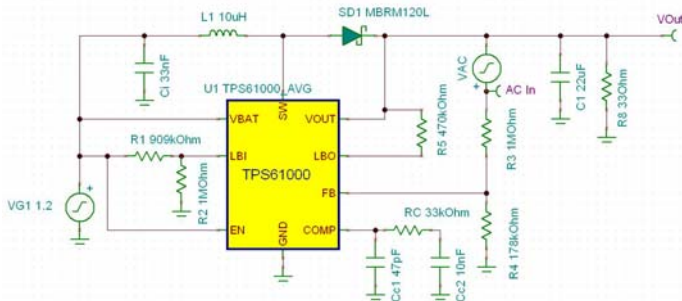 L1 10uH
SD1 MBRM120L
VOut
Ci 33nF
U1 TPS61000_AVG
VAC
AC In
C1 22uF
R8 33Ohm
SW
VBAT
VOUT
R5 470kOhm
R3 1MOhm
R1 909kOhm
LBI
LBO
TPS61000
R2 1MOhm
FB
VG1 1.2
EN
GND
COMP
RC 33kOhm
R4 178kOhm
Cc1 47pF
Cc2 10nF